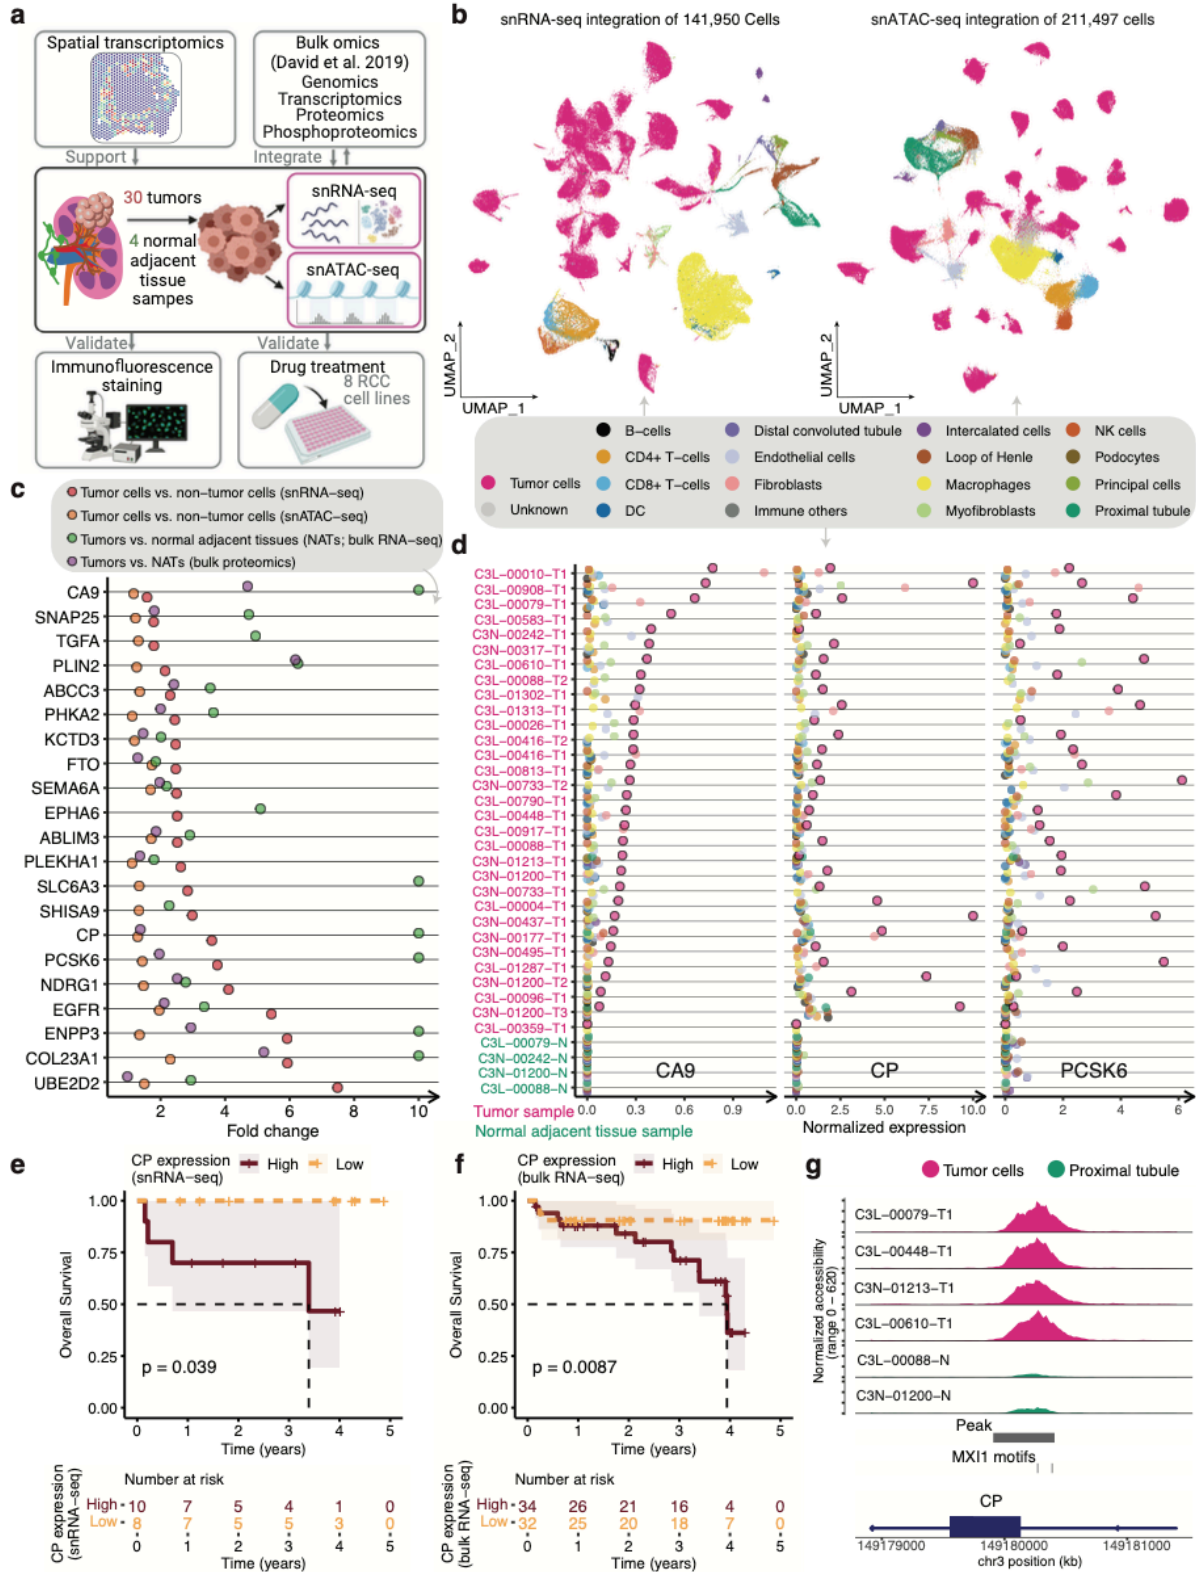 a
Spatial transcriptomics
Bulk omics
(David et al. 2019)
Genomics
Transcriptomics
Proteomics
Phosphoproteomics
Support
Integrate
30 tumors
4 normal
adjacent
tissue
sampes
snRNA-seq
snATAC-seq
Validate
Validate
Immunofluorescence
staining
Drug treatment
8 RCC
cell lines
b
snRNA-seq integration of 141,950 Cells
snATAC-seq integration of 211,497 cells
UMAP_2
UMAP_1
UMAP_2
UMAP_1
Tumor cells
Unknown
B-cells
CD4+ T-cells
CD8+ T-cells
DC
Distal convoluted tubule
Endothelial cells
Fibroblasts
Immune others
Intercalated cells
Loop of Henle
Macrophages
Myofibroblasts
NK cells
Podocytes
Principal cells
Proximal tubule
c
Tumor cells vs. non-tumor cells (snRNA-seq)
Tumor cells vs. non-tumor cells (snATAC-seq)
Tumors vs. normal adjacent tissues (NATs; bulk RNA-seq)
Tumors vs. NATs (bulk proteomics)
CA9
SNAP25
TGFA
PLIN2
ABCC3
PHKA2
KCTD3
FTO
SEMA6A
EPHA6
ABLIM3
PLEKHA1
SLC6A3
SHISA9
CP
PCSK6
NDRG1
EGFR
ENPP3
COL23A1
UBE2D2
2 4 6 8 10
Fold change
d
C3L-00010-T1
C3L-00908-T1
C3L-00079-T1
C3L-00583-T1
C3N-00242-T1
C3N-00317-T1
C3L-00610-T1
C3L-00088-T2
C3L-01302-T1
C3L-01313-T1
C3L-00026-T1
C3L-00416-T2
C3L-00416-T1
C3L-00813-T1
C3N-00733-T2
C3L-00790-T1
C3L-00448-T1
C3L-00917-T1
C3L-00088-T1
C3N-01213-T1
C3N-01200-T1
C3N-00733-T1
C3L-00004-T1
C3N-00437-T1
C3N-00177-T1
C3N-00495-T1
C3L-01287-T1
C3N-01200-T2
C3L-00096-T1
C3N-01200-T3
C3L-00359-T1
C3L-00079-N
C3N-00242-N
C3N-01200-N
C3L-00088-N
CA9
CP
PCSK6
0.0 0.3 0.6 0.9
0.0 2.5 5.0 7.5 10.0
0 2 4 6
Tumor sample
Normal adjacent tissue sample
Normalized expression
e
CP expression
(snRNA-seq)
High
Low
1.00
0.75
0.50
0.25
0.00
Overall Survival
p = 0.039
0 1 2 3 4 5
Time (years)
Number at risk
CP expression
(snRNA-seq)
High 10 7 5 4 1 0
Low 8 7 5 5 3 0
0 1 2 3 4 5
Time (years)
f
CP expression
(bulk RNA-seq)
High
Low
1.00
0.75
0.50
0.25
0.00
Overall Survival
p = 0.0087
0 1 2 3 4 5
Time (years)
Number at risk
CP expression
(bulk RNA-seq)
High 34 26 21 16 4 0
Low 32 25 20 18 7 0
0 1 2 3 4 5
Time (years)
g
Tumor cells
Proximal tubule
Normalized accessibility
(range 0 – 620)
C3L-00079-T1
C3L-00448-T1
C3N-01213-T1
C3L-00610-T1
C3L-00088-N
C3N-01200-N
Peak
MXI1 motifs
CP
149179000 149180000 149181000
chr3 position (kb)